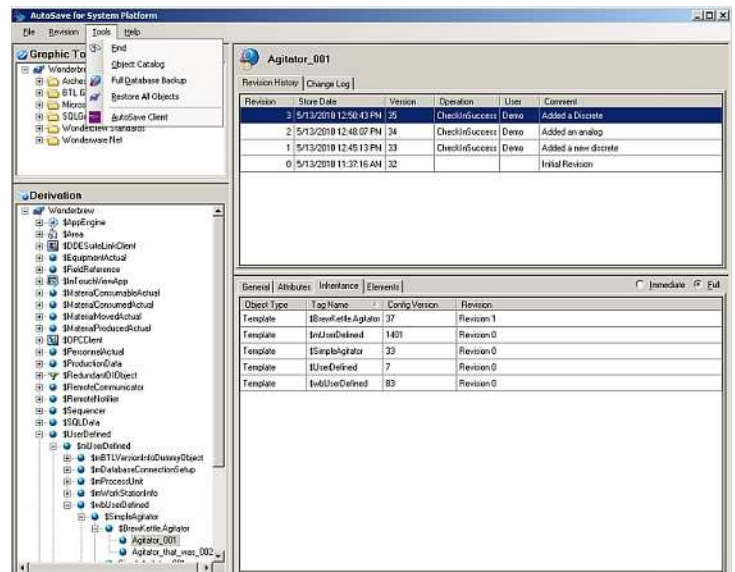 AutoSave for System Platform
File Revision Tools Help
Graphic To
Find
Object Catalog
Full Database Backup
Restore All Objects
AutoSave Client
Wonderbrew Standards
Wonderware.Net
Derivation
Wonderbrew
$AppEngine
$Area
$DDESuiteLinkClient
$EquipmentActual
$FieldReference
$InTouchViewApp
$MaterialConsumableActual
$MaterialConsumedActual
$MaterialMovedActual
$MaterialProducedActual
$OPCClient
$PersonnelActual
$ProductionData
$RedundantDIObject
$RemoteCommunicator
$RemoteNotifier
$Sequencer
$SQLData
$UserDefined
$mUserDefined
$mBTLVersionInfoDummyObject
$mDatabaseConnectionSetup
$mProcessUnit
$mWorkStationInfo
$wbUserDefined
$SimpleAgitator
$BrewKettle.Agitator
Agitator_001
Agitator_that_was_002
Agitator_001
Revision History Change Log
Revision Store Date Version Operation User Comment
3 5/13/2010 12:50:43 PM 35 CheckInSuccess Demo Added a Discrete
2 5/13/2010 12:48:07 PM 34 CheckInSuccess Demo Added an analog
1 5/13/2010 12:45:13 PM 33 CheckInSuccess Demo Added a new discrete
0 5/13/2010 11:37:16 AM 32 Initial Revision
General Attributes Inheritance Elements Immediate Full
Object Type Tag Name Config Version Revision
Template $BrewKettle.Agitator 37 Revision 1
Template $mUserDefined 1401 Revision 0
Template $SimpleAgitator 33 Revision 0
Template $UserDefined 7 Revision 0
Template $wbUserDefined 83 Revision 0